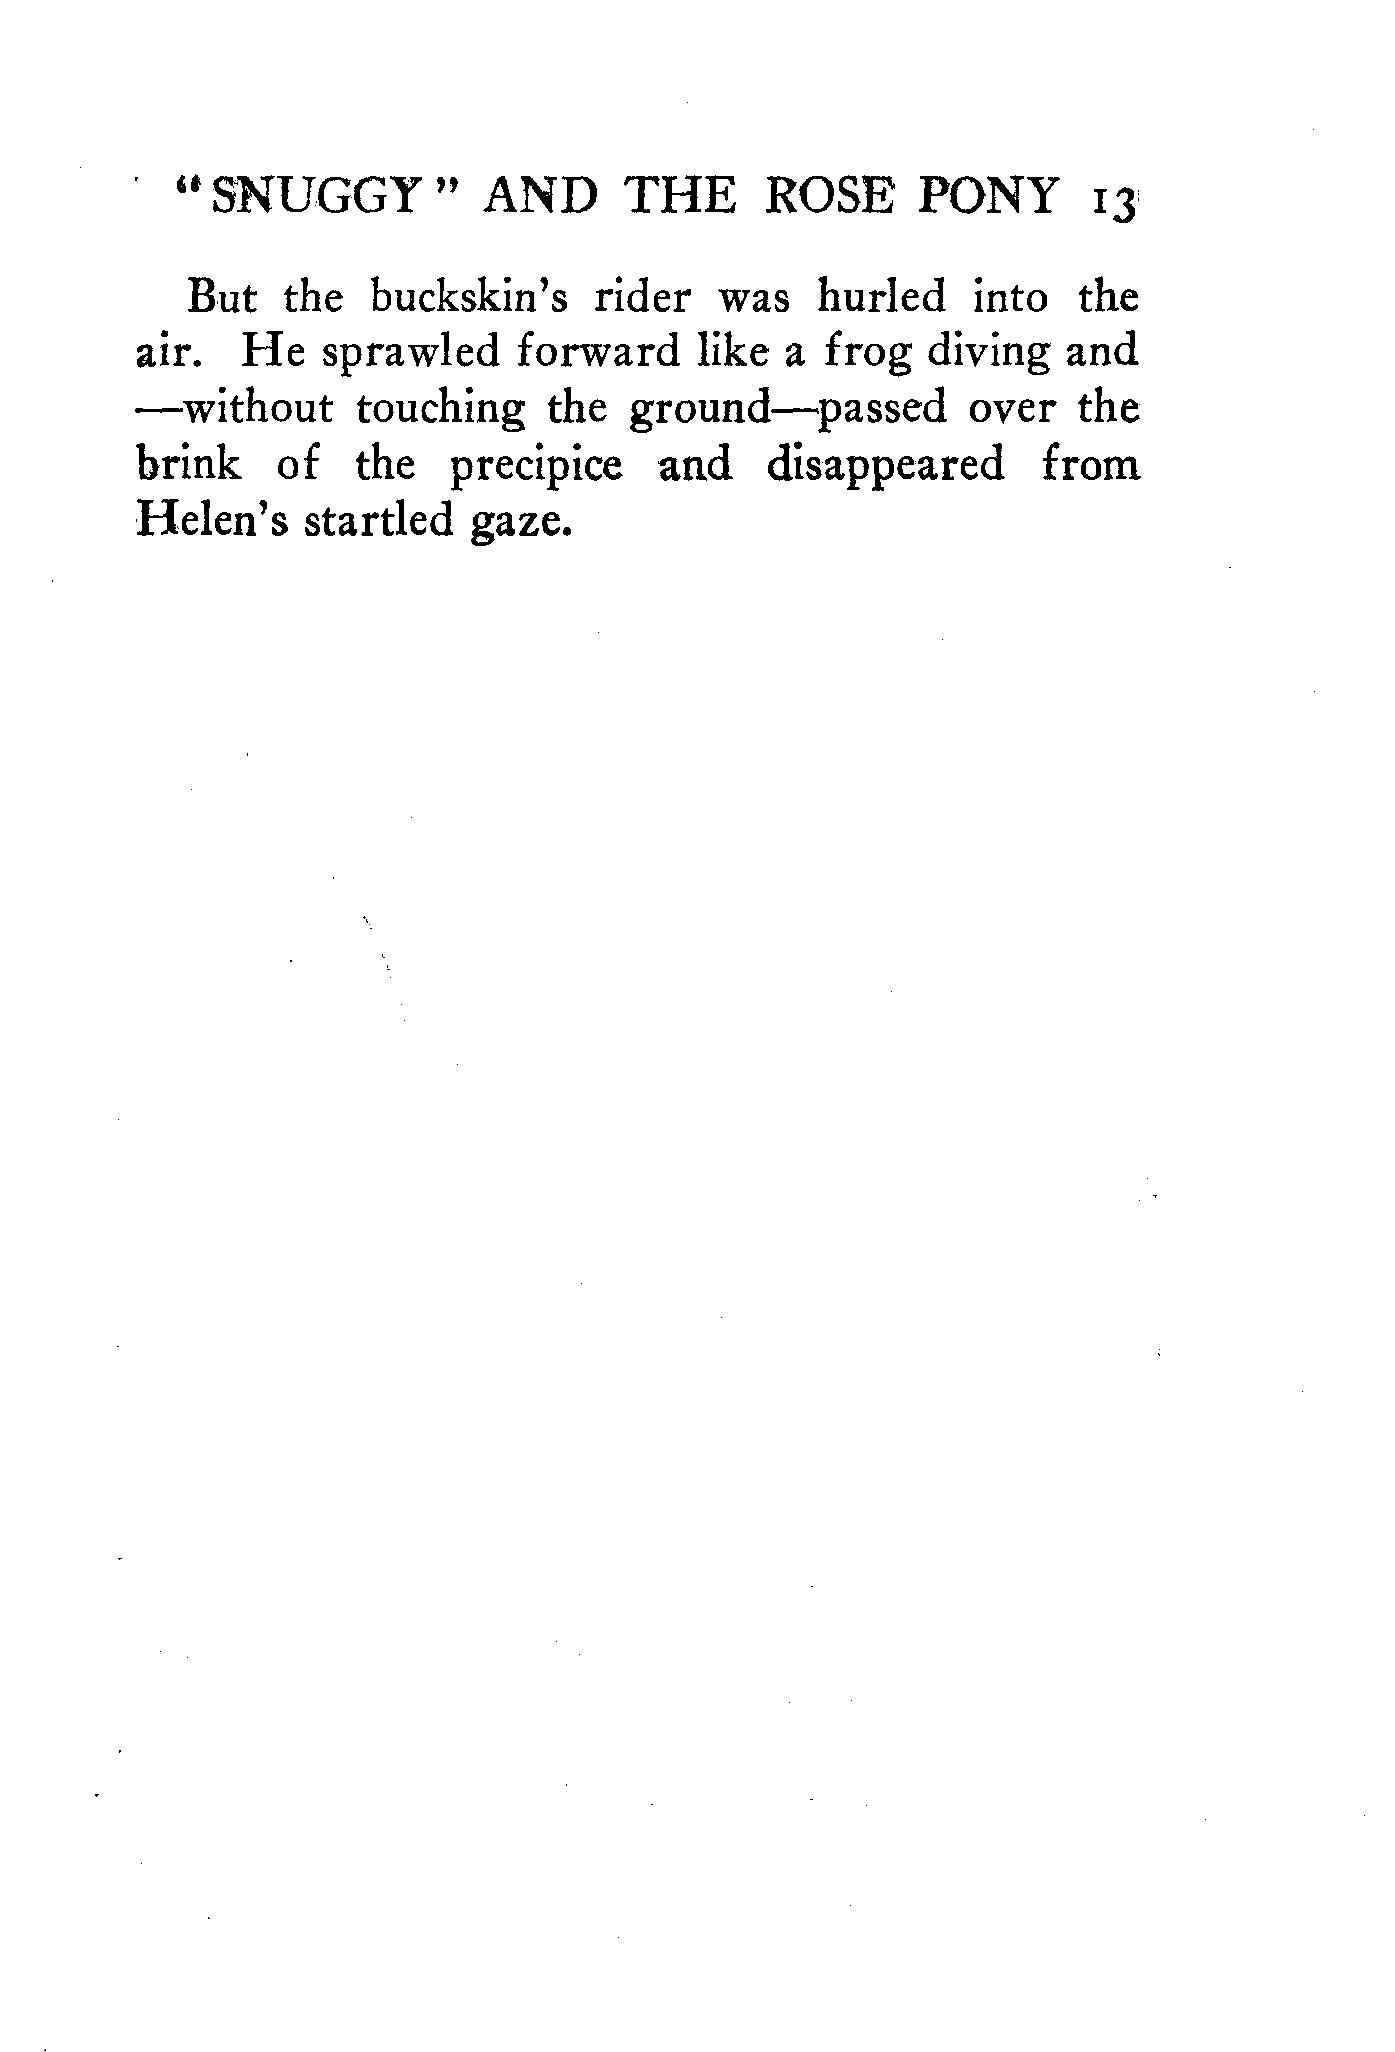 “SNUGGY” AND THE ROSE PONY 13
But the buckskin’s rider was hurled into the
air. He sprawled forward like a frog diving and
—without touching the ground—passed over the
brink of the precipice and disappeared from
Helen’s startled gaze.